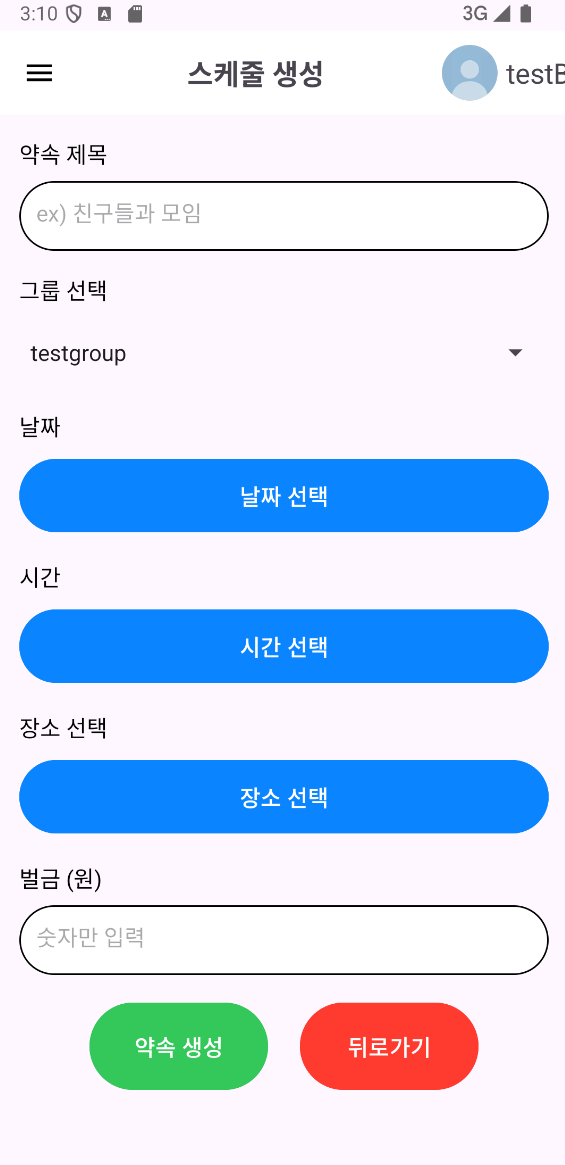 3:10
3G
스케줄 생성
testB
약속 제목
ex) 친구들과 모임
그룹 선택
testgroup
날짜
날짜 선택
시간
시간 선택
장소 선택
장소 선택
벌금 (원)
숫자만 입력
약속 생성
뒤로가기